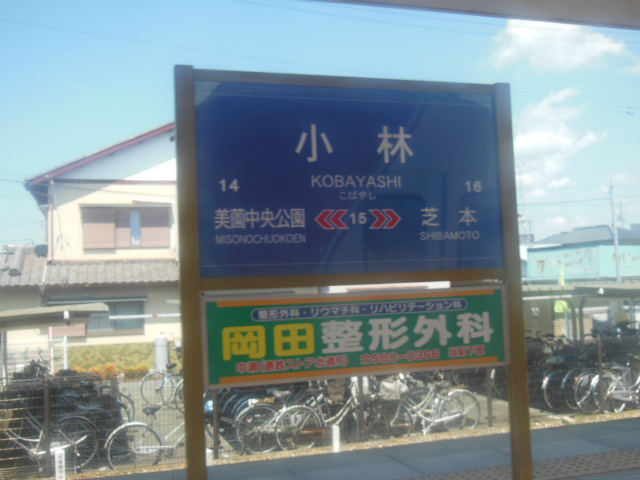 小林
KOBAYASHI
こばやし
14
16
美薗中央公園 15 芝本
MISONOCHUOKOEN
SHIBAMOTO
整形外科・リウマチ・リハビリテーション科
岡田整形外科